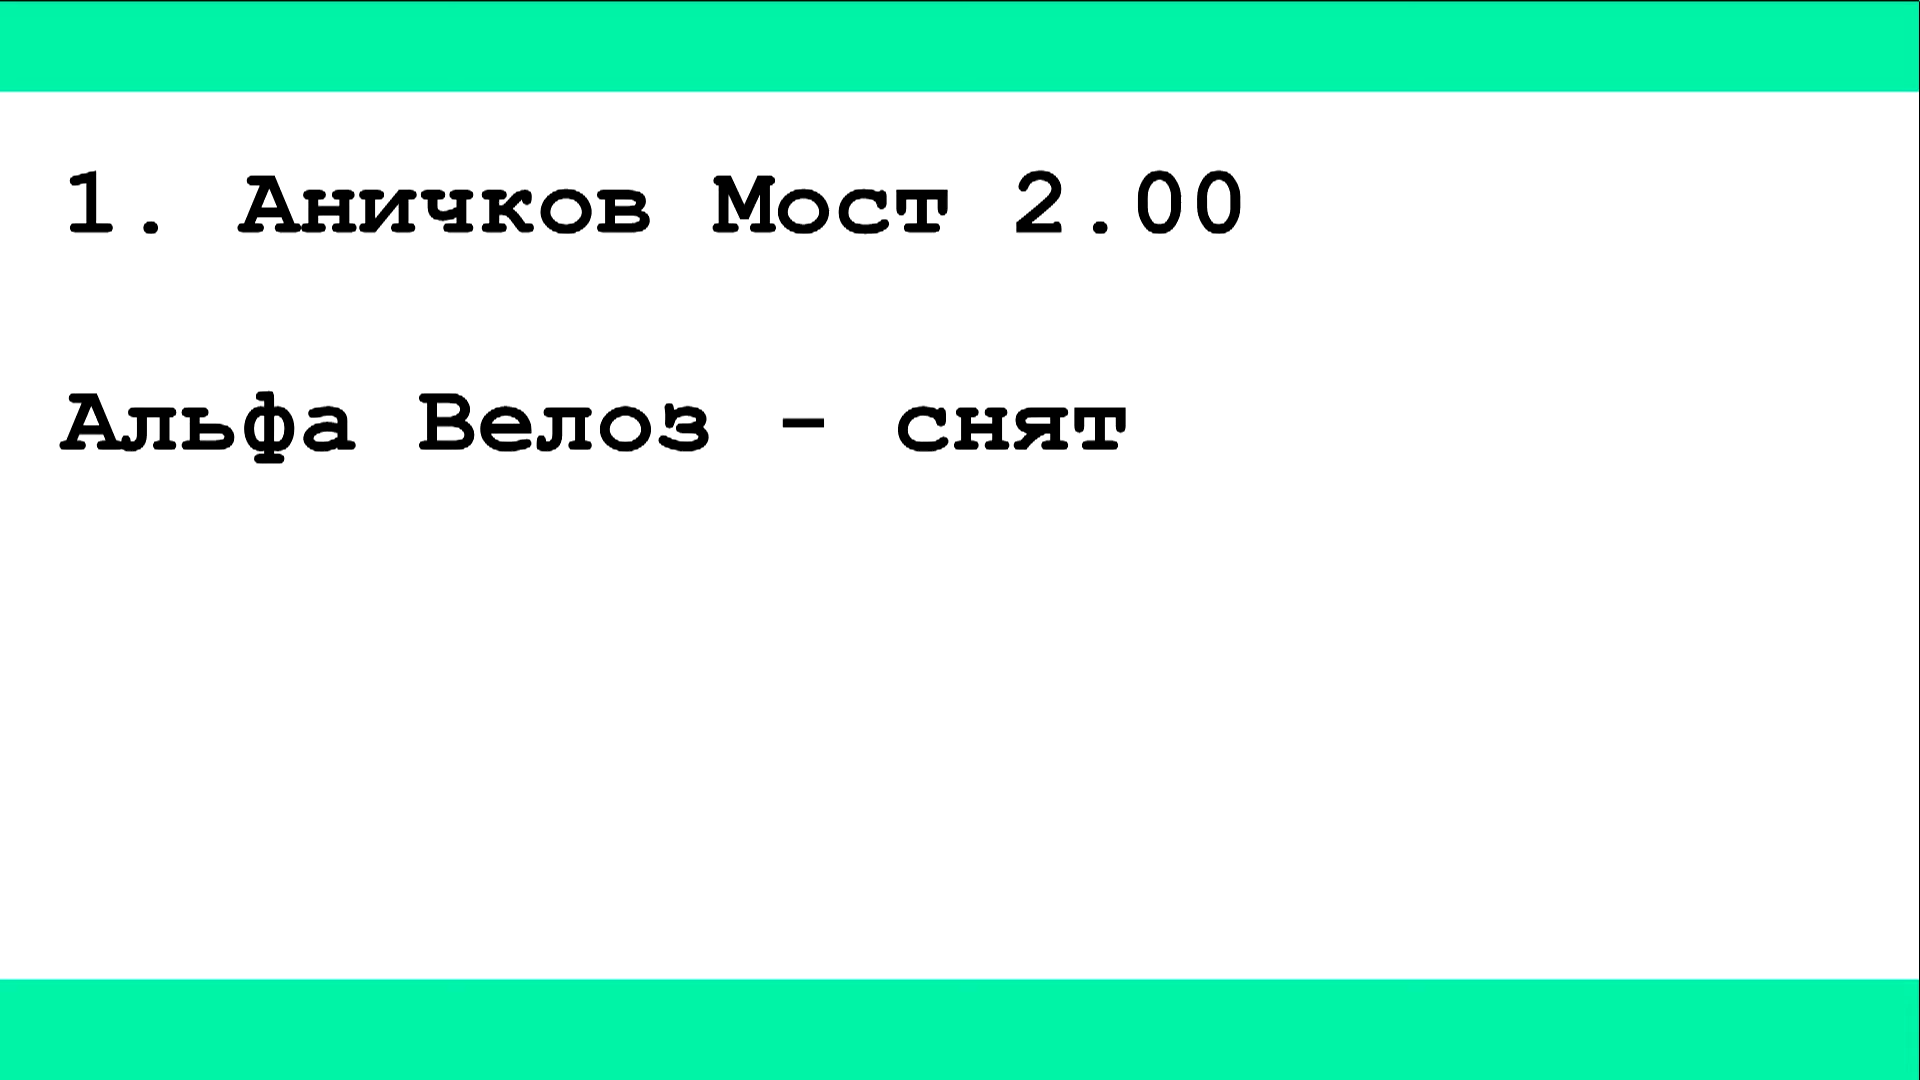 1. Аничков Мост 2.00
Альфа Велоз - снят